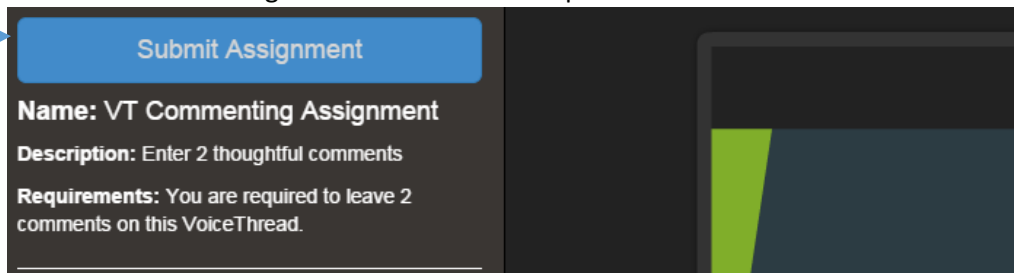 Submit Assignment
Name: VT Commenting Assignment
Description: Enter 2 thoughtful comments
Requirements: You are required to leave 2
comments on this VoiceThread.